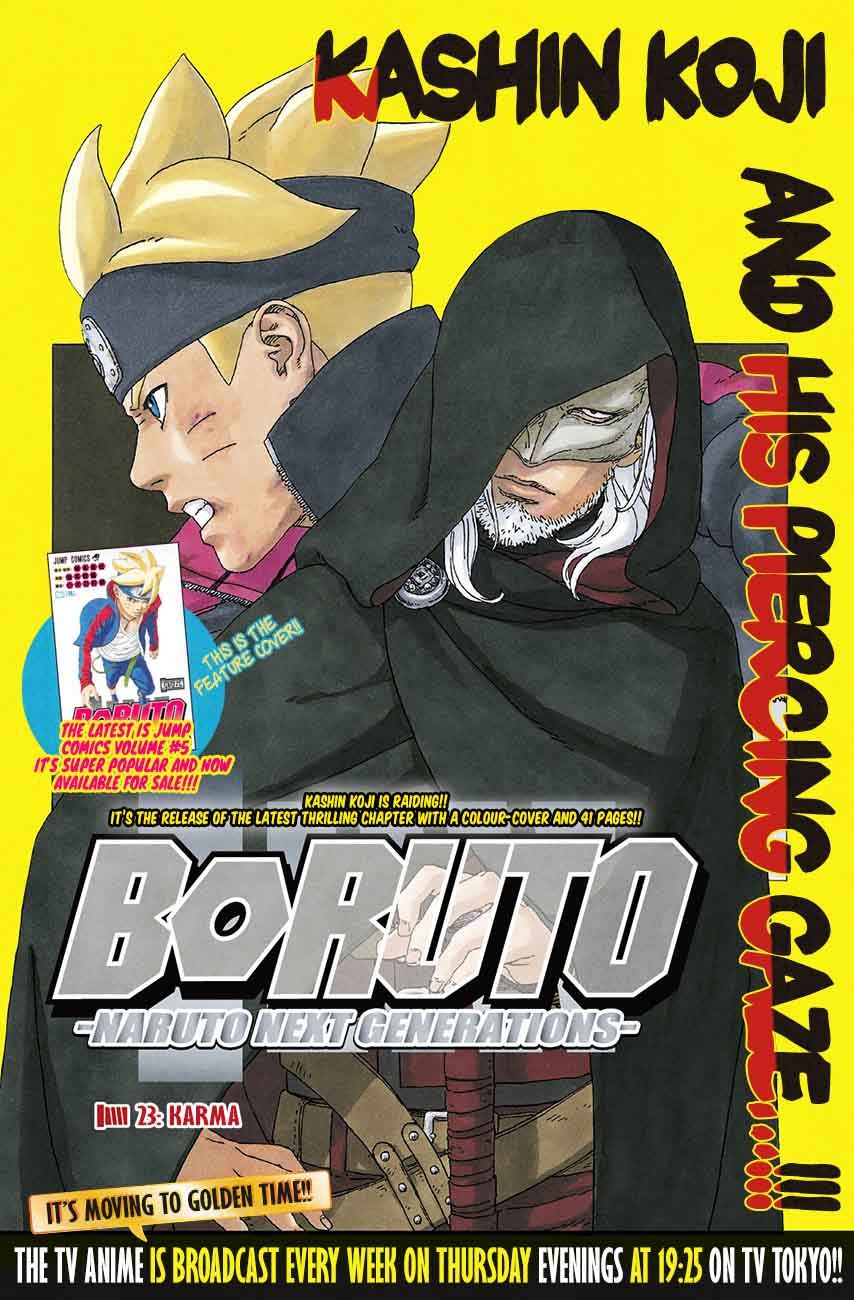 KASHIN KOJI
AND HIS PIERCING GAZE !!!
JUMP COMICS
BORUTO
THIS IS THE
FEATURE COVER!!
THE LATEST IS JUMP
COMICS VOLUME #5
IT'S SUPER POPULAR AND NOW
AVAILABLE FOR SALE!!!
KASHIN KOJI IS RAIDING!!
IT'S THE RELEASE OF THE LATEST THRILLING CHAPTER WITH A COLOUR-COVER AND 41 PAGES!!
BORUTO
-NARUTO NEXT GENERATIONS-
23: KARMA
IT'S MOVING TO GOLDEN TIME!!
THE TV ANIME IS BROADCAST EVERY WEEK ON THURSDAY EVENINGS AT 19:25 ON TV TOKYO!!